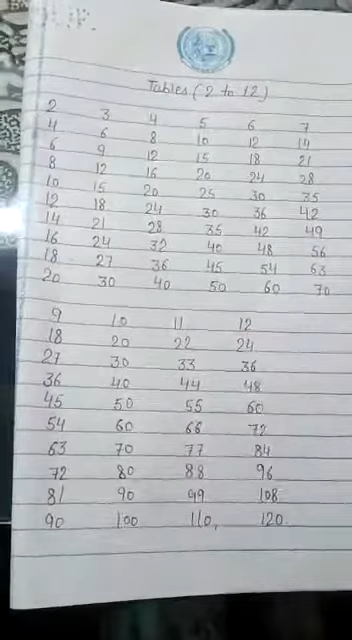 Tables (2 to 12)
2 3 4 5 6 7
4 6 8 10 12 14
6 9 12 15 18 21
8 12 16 20 24 28
10 15 20 25 30 35
12 18 24 30 36 42
14 21 28 35 42 49
16 24 32 40 48 56
18 27 36 45 54 63
20 30 40 50 60 70
9 10 11 12
18 20 22 24
27 30 33 36
36 40 44 48
45 50 55 60
54 60 66 72
63 70 77 84
72 80 88 96
81 90 99 108
90 100 110, 120